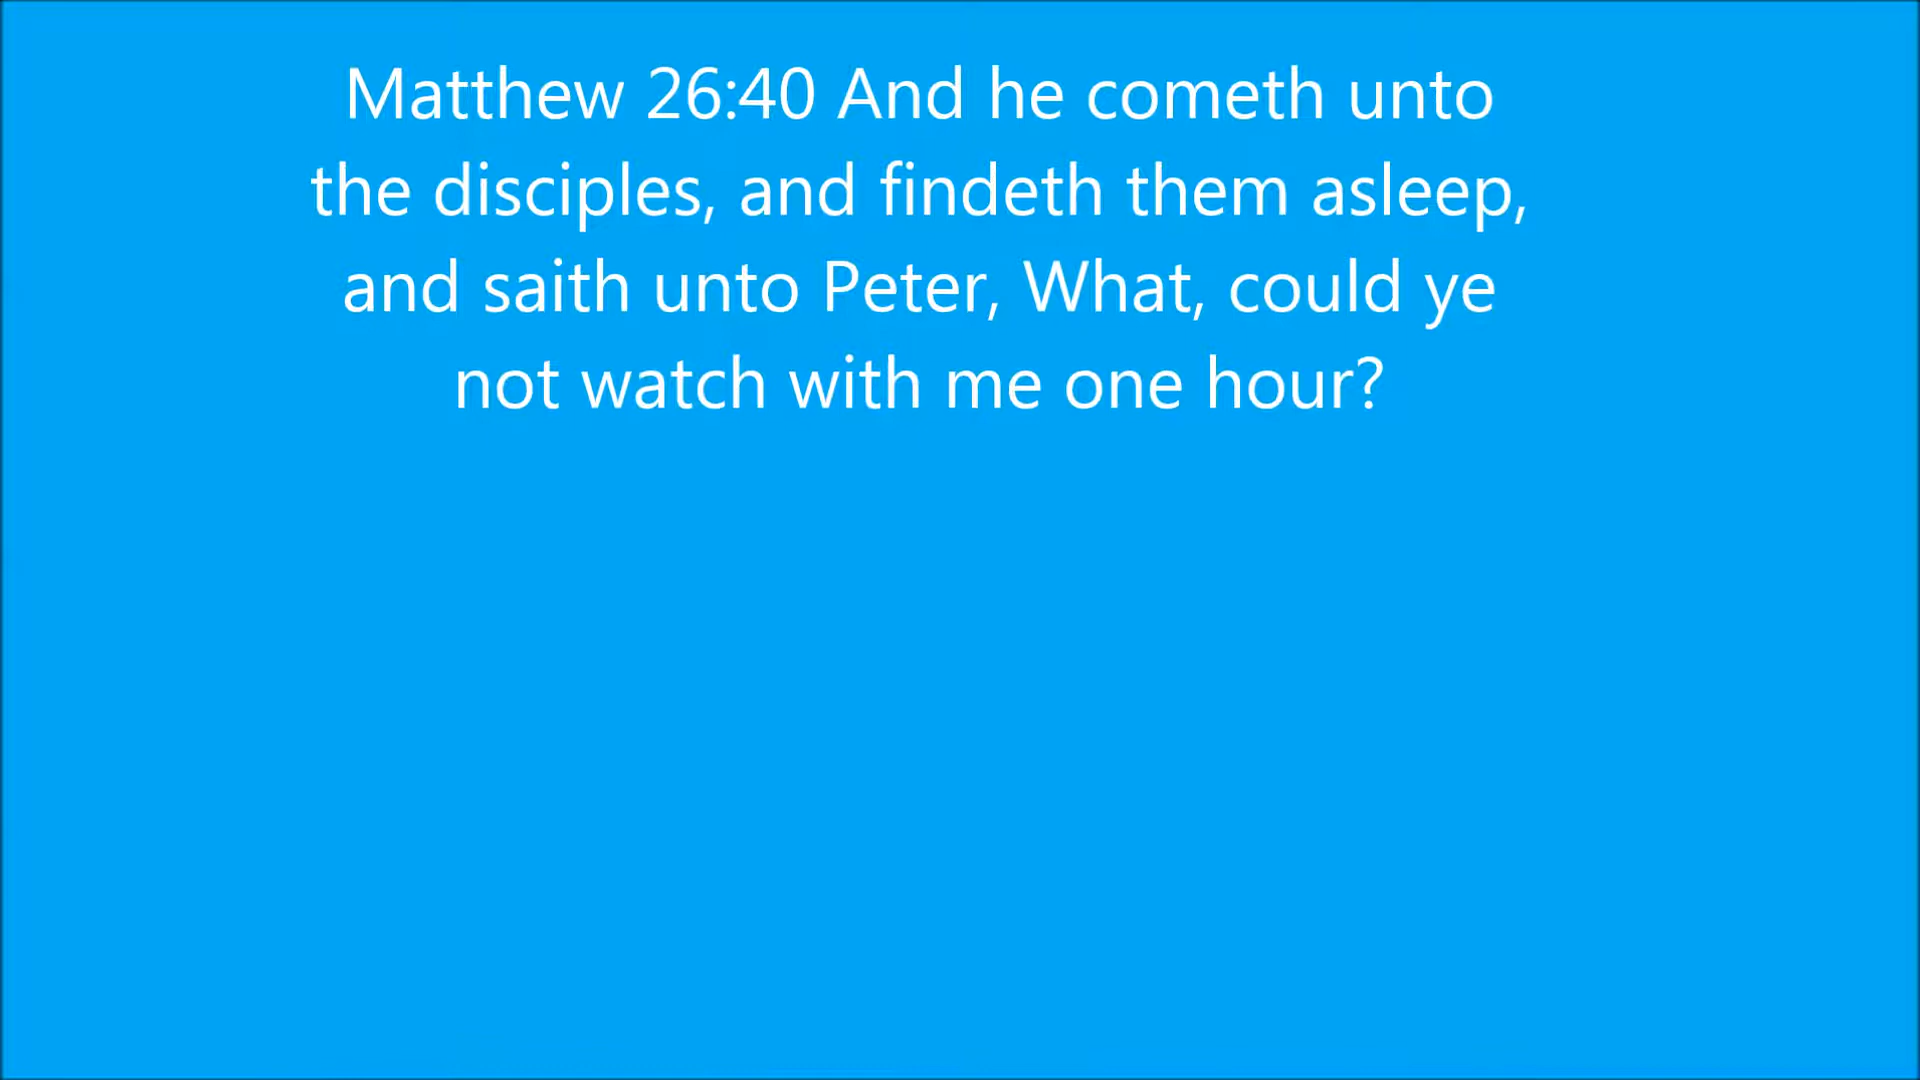 Matthew 26:40 And he cometh unto
the disciples, and findeth them asleep,
and saith unto Peter, What, could ye
not watch with me one hour?